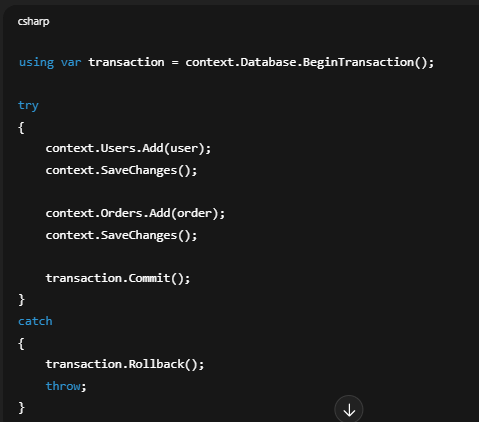 csharp
using var transaction = context.Database.BeginTransaction();
try
{
    context.Users.Add(user);
    context.SaveChanges();
    context.Orders.Add(order);
    context.SaveChanges();
    transaction.Commit();
}
catch
{
    transaction.Rollback();
    throw;
}